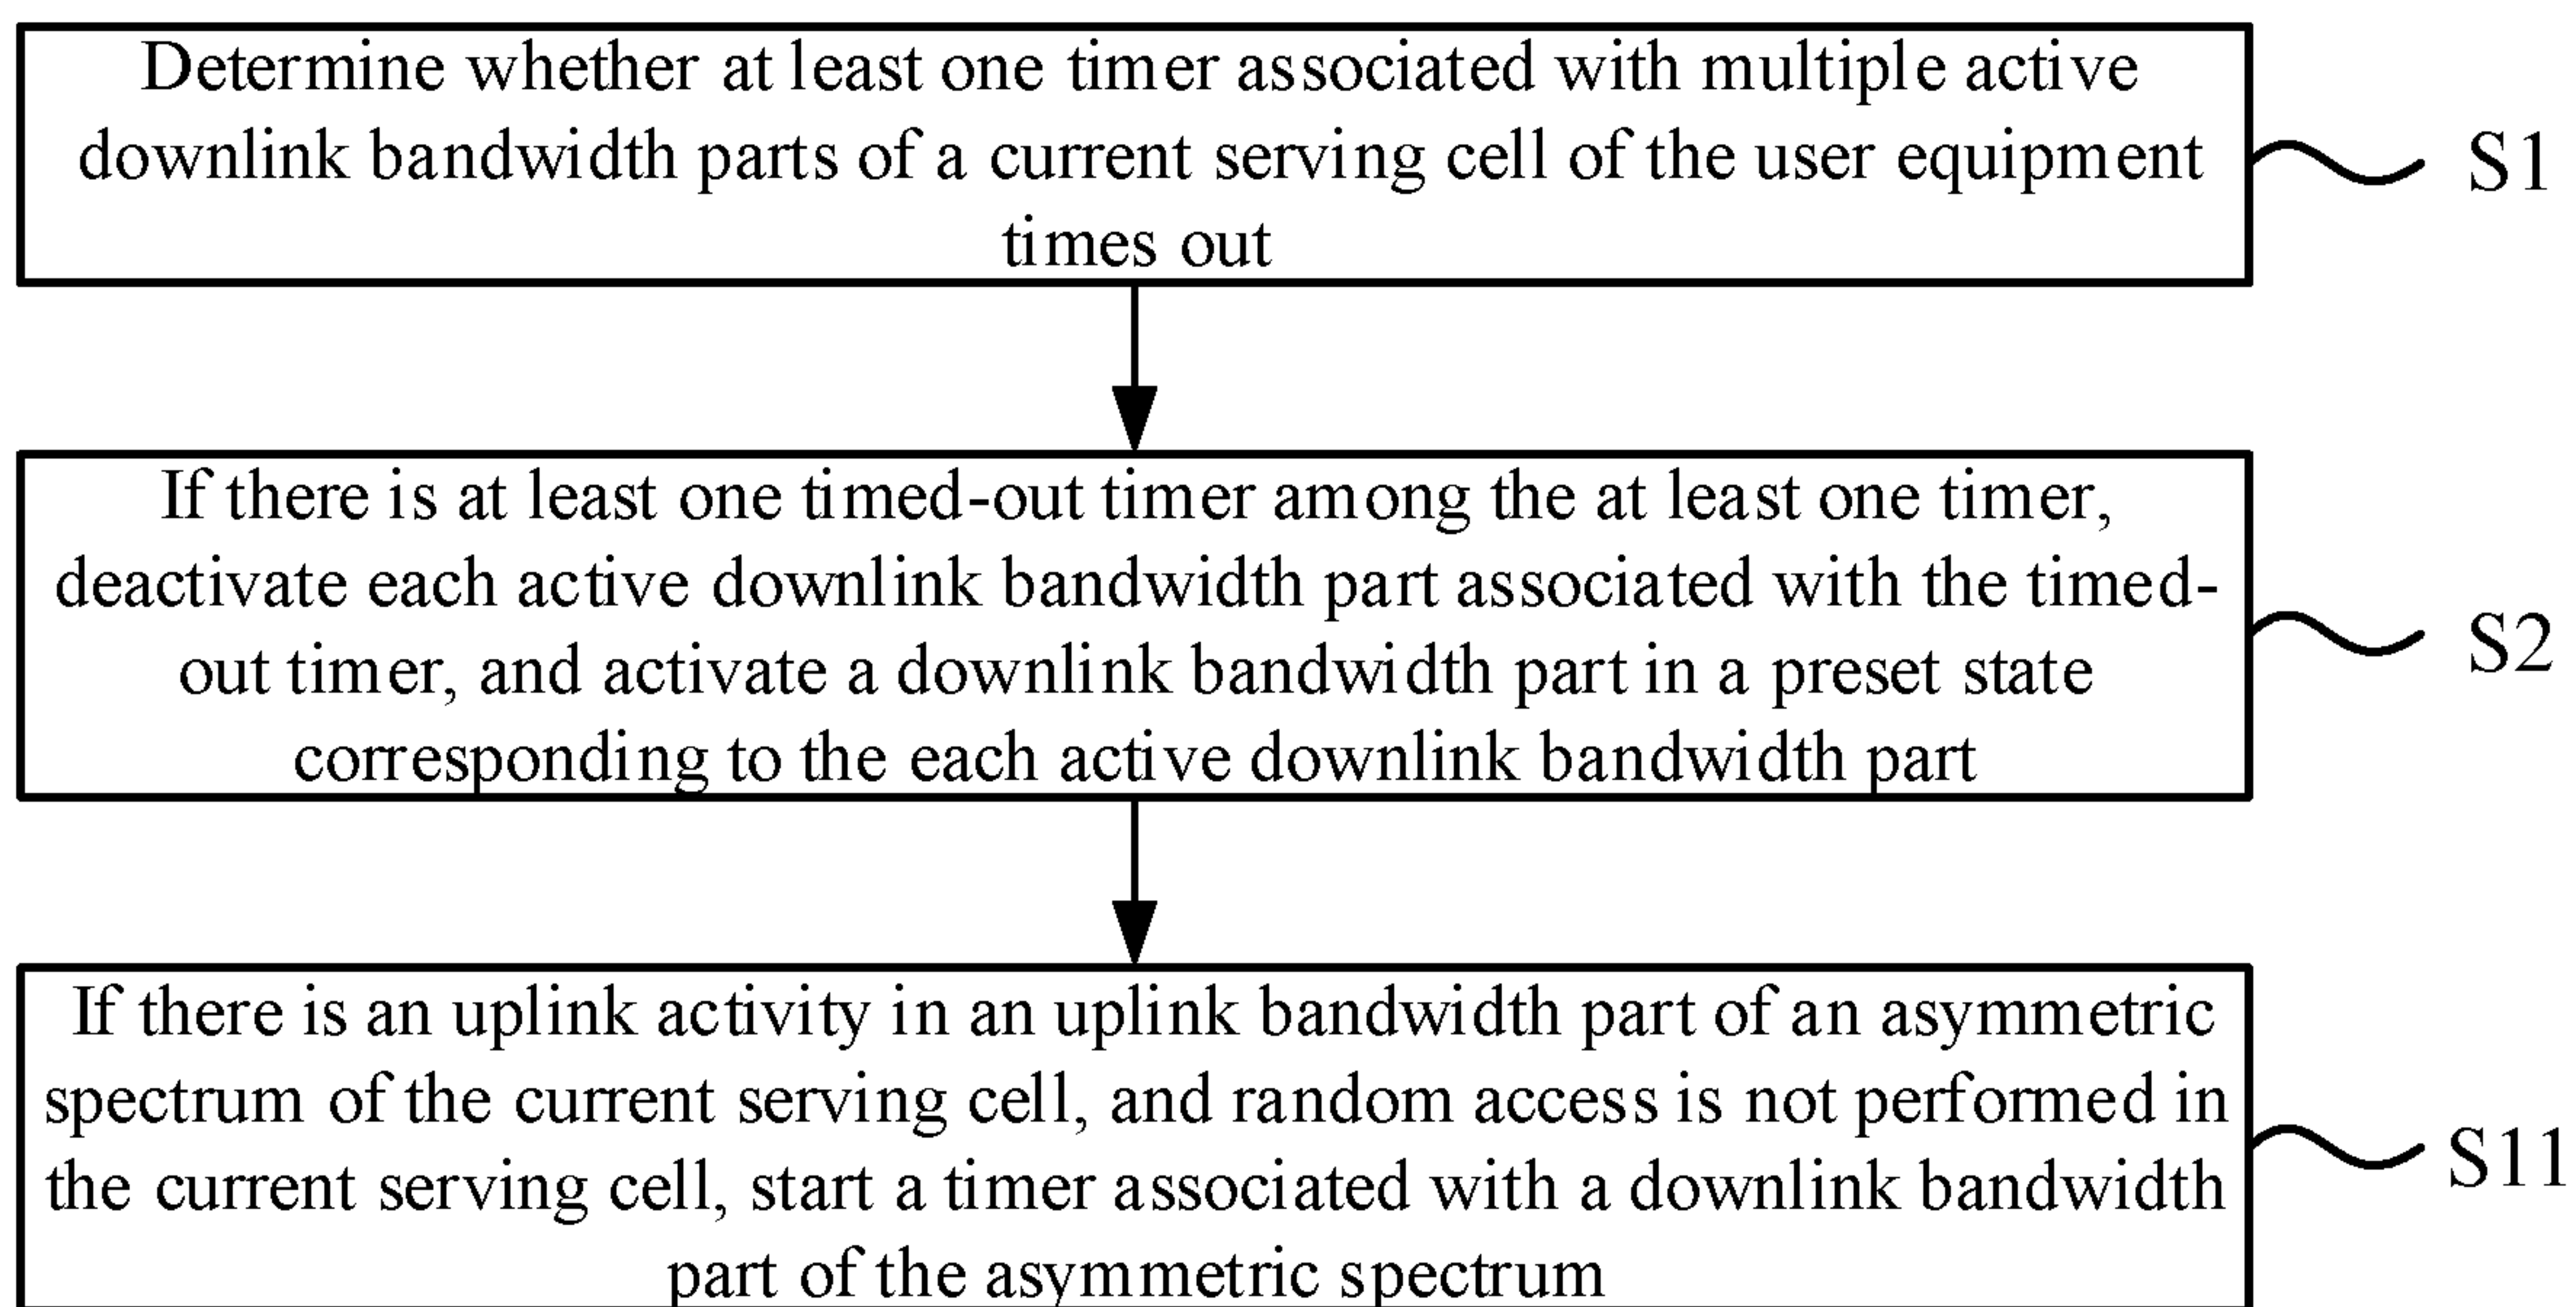 Determine whether at least one timer associated with multiple active
downlink bandwidth parts of a current serving cell of the user equipment
times out
S1
If there is at least one timed-out timer among the at least one timer,
deactivate each active downlink bandwidth part associated with the timed-
out timer, and activate a downlink bandwidth part in a preset state
corresponding to the each active downlink bandwidth part
S2
If there is an uplink activity in an uplink bandwidth part of an asymmetric
spectrum of the current serving cell, and random access is not performed in
the current serving cell, start a timer associated with a downlink bandwidth
part of the asymmetric spectrum
S11